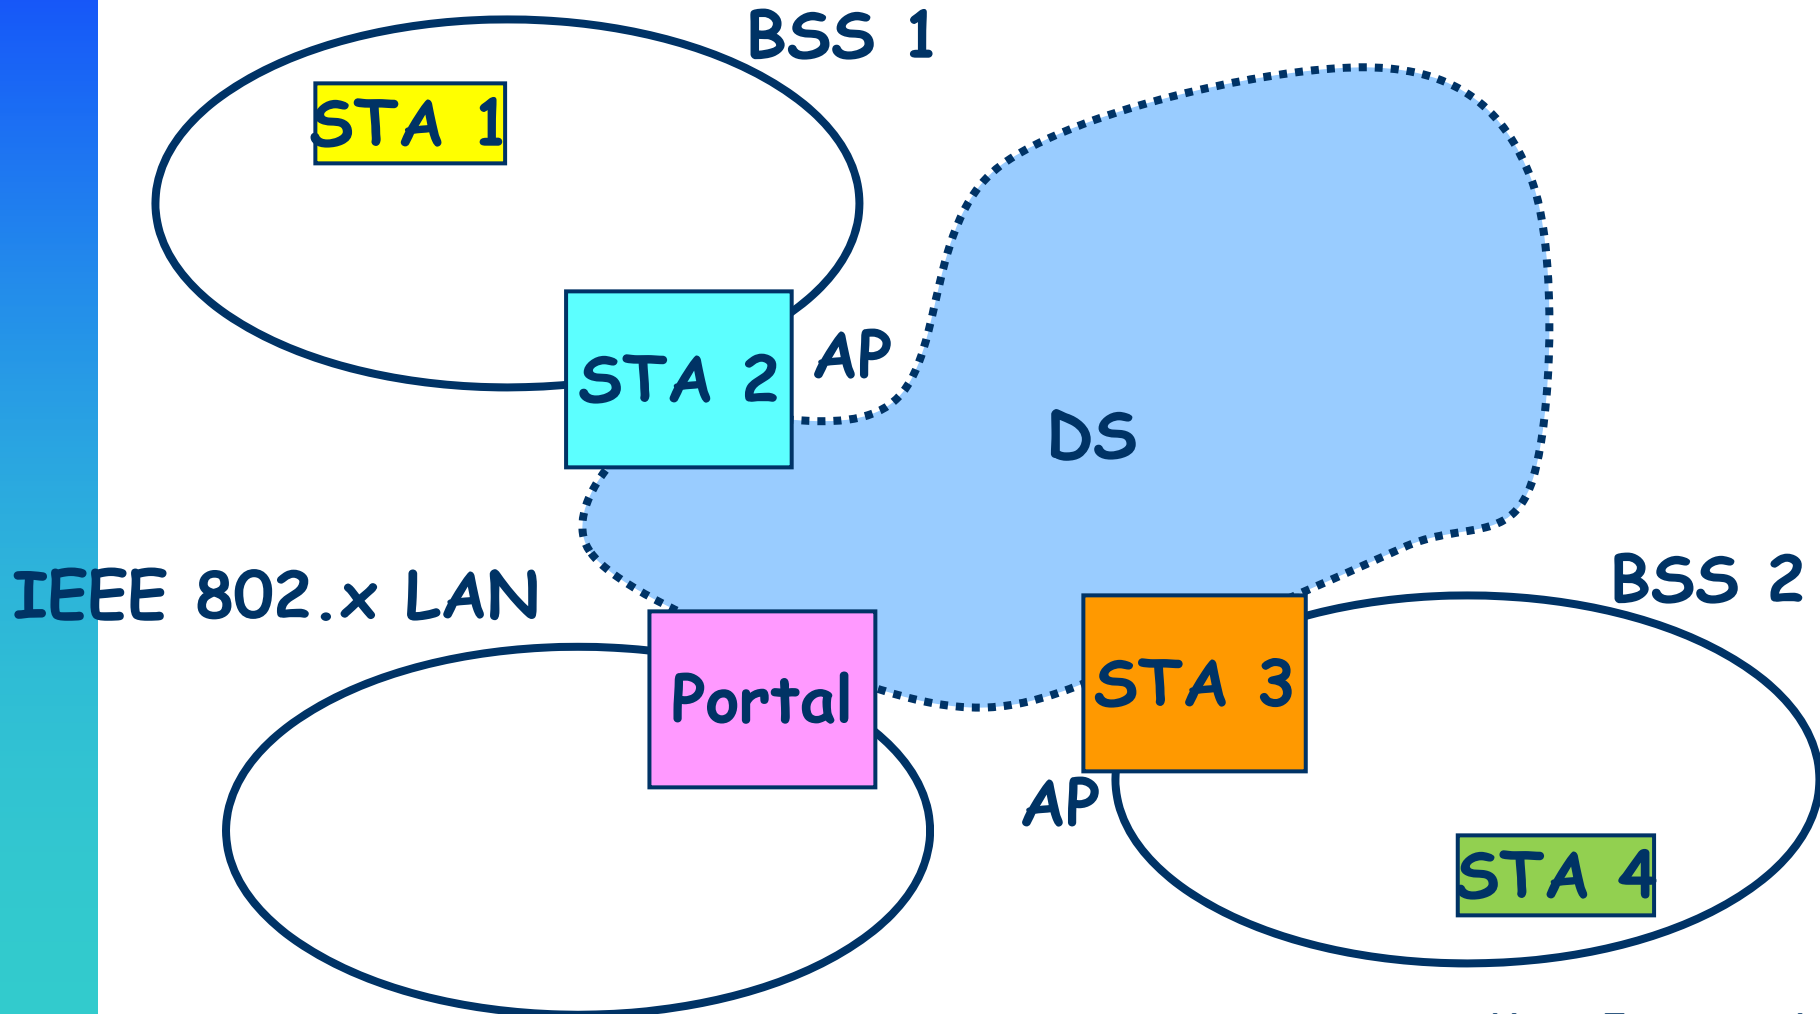 BSS 1
STA 1
AP
STA 2
DS
BSS 2
IEEE 802.x LAN
STA 3
Portal
AP
STA 4